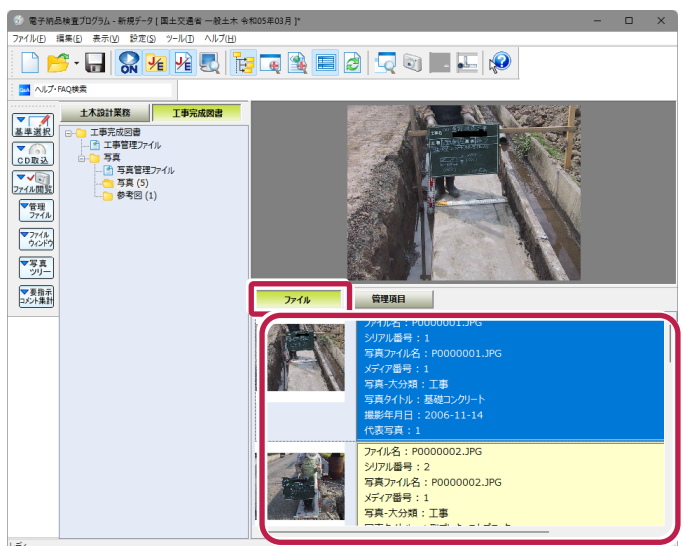 電子納品検査プログラム - 新規データ [ 国土交通省 一般土木 令和05年03月 ]*
ファイル(F) 編集(E) 表示(V) 設定(S) ツール(T) ヘルプ(H)
Q&A ヘルプ・FAQ検索
基準選択
CD取込
ファイル閲覧
管理
ファイル
ファイル
ウィンドウ
写真
ツリー
要指示
コメント集計
土木設計業務 工事完成図書
工事完成図書
工事管理ファイル
写真
写真管理ファイル
写真 (5)
参考図 (1)
ファイル 管理項目
ファイル名 : P0000001.JPG
シリアル番号 : 1
写真ファイル名 : P0000001.JPG
メディア番号 : 1
写真-大分類 : 工事
写真タイトル : 基礎コンクリート
撮影年月日 : 2006-11-14
代表写真 : 1
ファイル名 : P0000002.JPG
シリアル番号 : 2
写真ファイル名 : P0000002.JPG
メディア番号 : 1
写真-大分類 : 工事